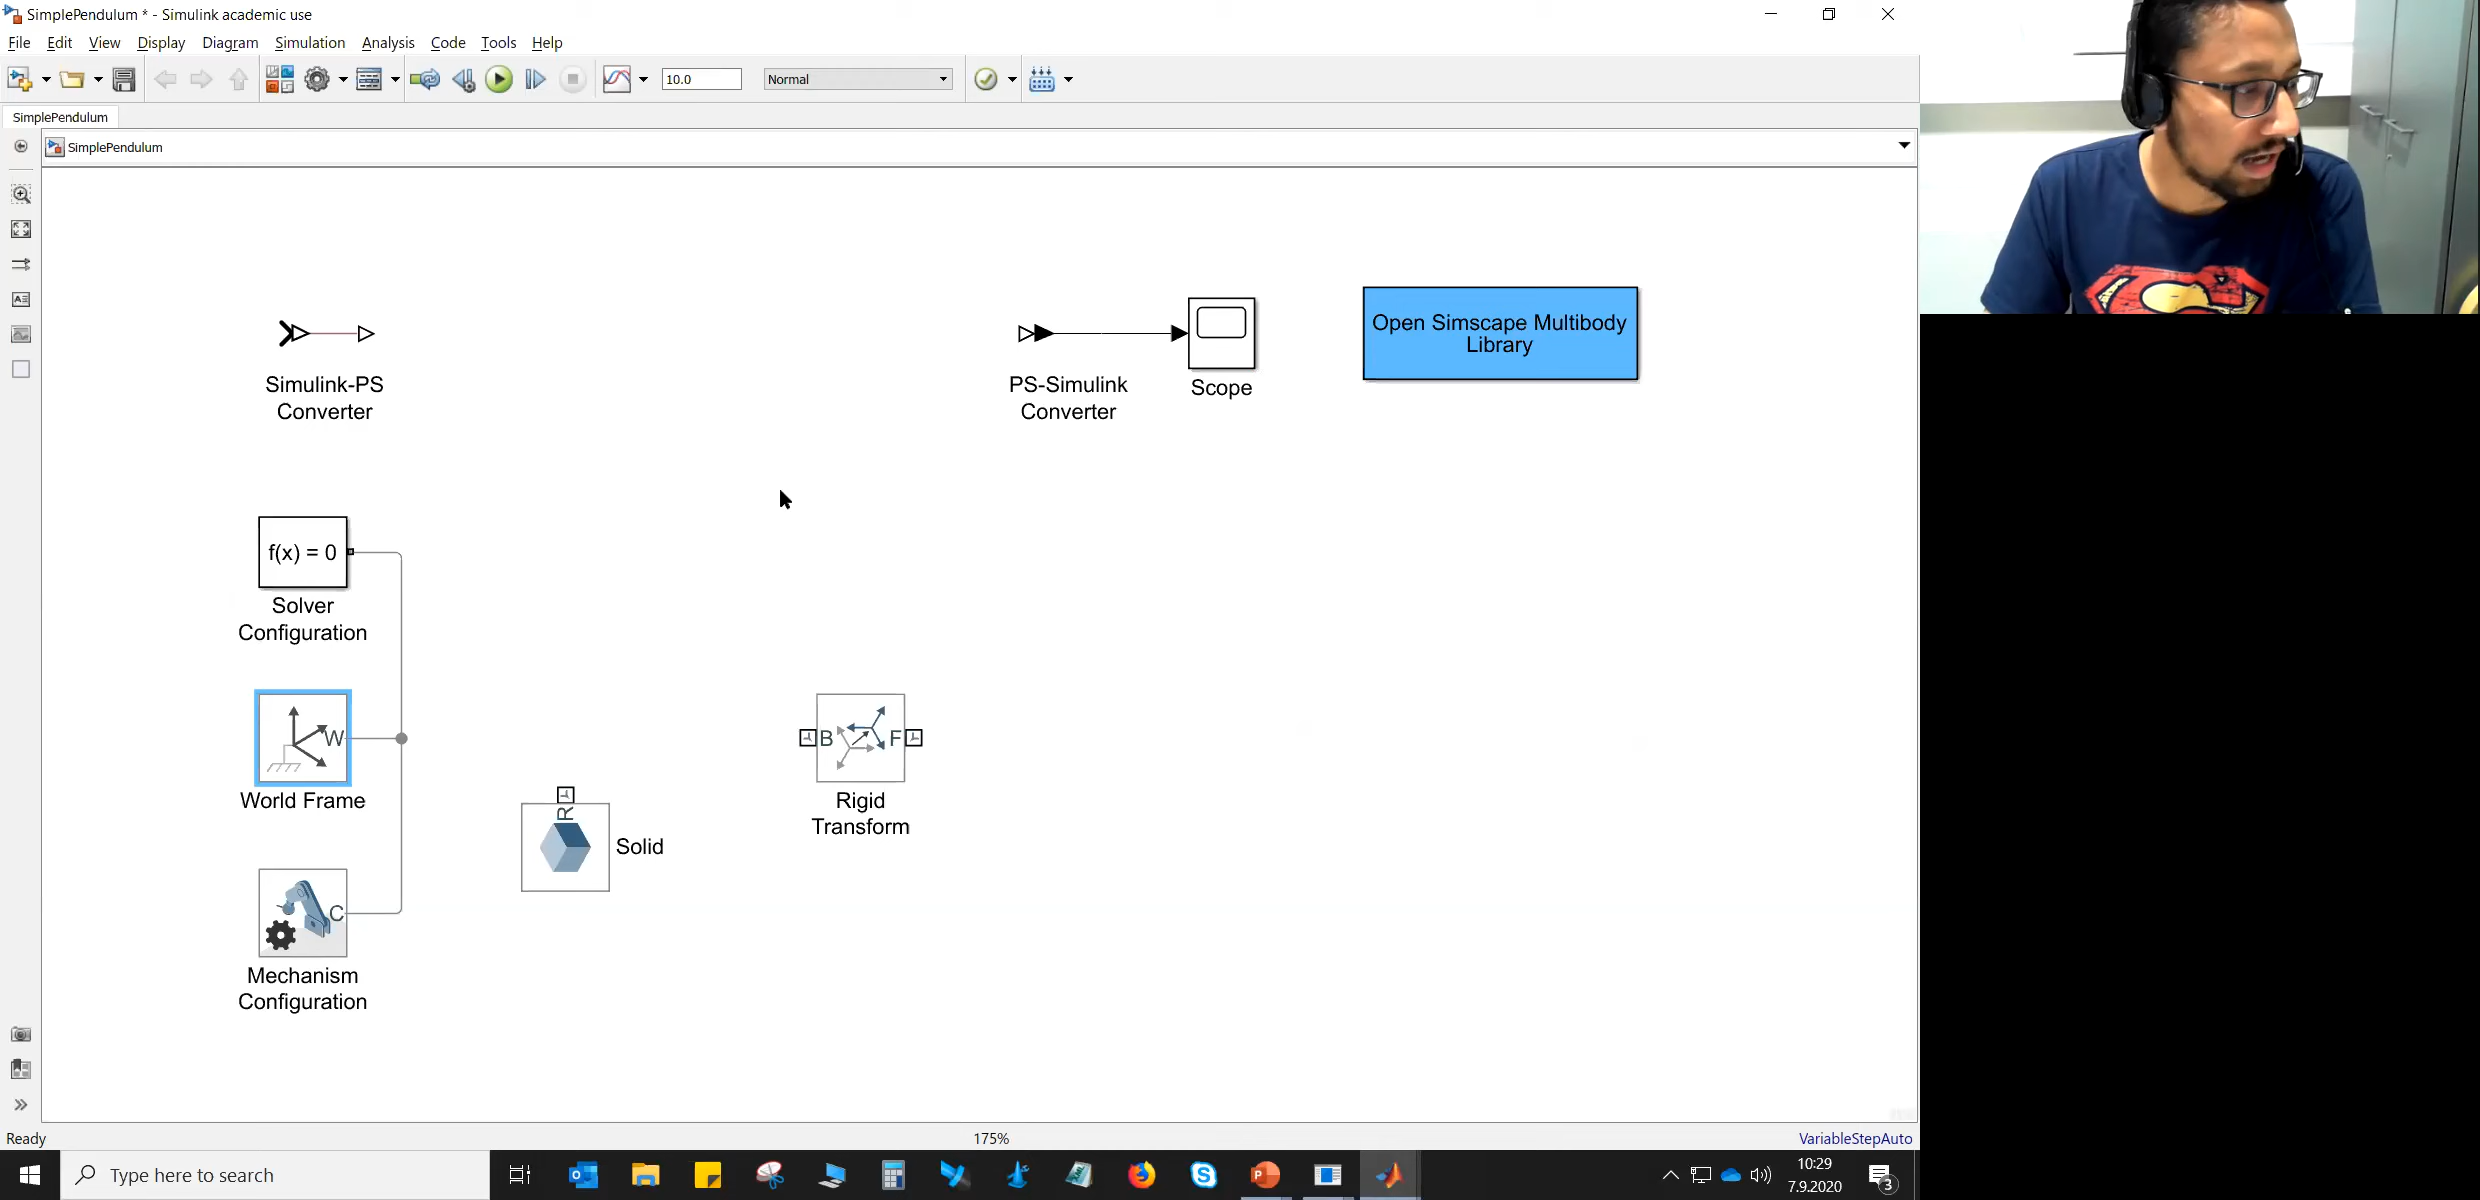 SimplePendulum * - Simulink academic use
File Edit View Display Diagram Simulation Analysis Code Tools Help
10.0 Normal
SimplePendulum
SimplePendulum
Simulink-PS
Converter
PS-Simulink
Converter
Scope
Open Simscape Multibody
Library
f(x) = 0
Solver
Configuration
W
World Frame
R
Solid
B F
Rigid
Transform
C
Mechanism
Configuration
Ready 175% VariableStepAuto
Type here to search
10:29
7.9.2020
3